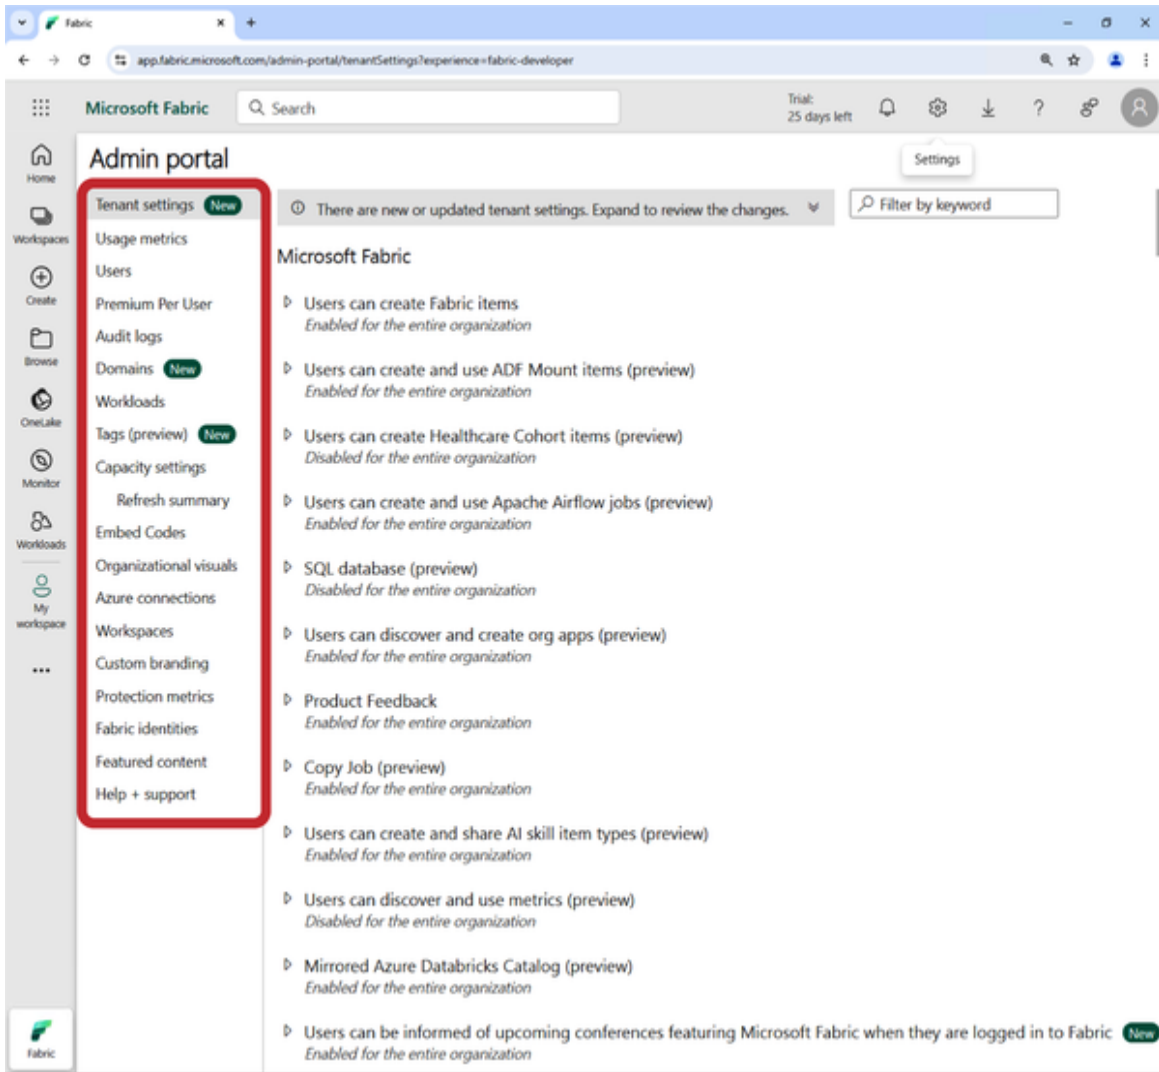 Fabric
app.fabric.microsoft.com/admin-portal/tenantSettings?experience=fabric-developer
Microsoft Fabric
Search
Trial:
25 days left
Settings
Home
Workspaces
Create
Browse
OneLake
Monitor
Workloads
My
workspace
Fabric
Admin portal
Tenant settings New
Usage metrics
Users
Premium Per User
Audit logs
Domains New
Workloads
Tags (preview) New
Capacity settings
Refresh summary
Embed Codes
Organizational visuals
Azure connections
Workspaces
Custom branding
Protection metrics
Fabric identities
Featured content
Help + support
There are new or updated tenant settings. Expand to review the changes.
Filter by keyword
Microsoft Fabric
Users can create Fabric items
Enabled for the entire organization
Users can create and use ADF Mount items (preview)
Enabled for the entire organization
Users can create Healthcare Cohort items (preview)
Disabled for the entire organization
Users can create and use Apache Airflow jobs (preview)
Enabled for the entire organization
SQL database (preview)
Disabled for the entire organization
Users can discover and create org apps (preview)
Enabled for the entire organization
Product Feedback
Enabled for the entire organization
Copy Job (preview)
Enabled for the entire organization
Users can create and share AI skill item types (preview)
Enabled for the entire organization
Users can discover and use metrics (preview)
Disabled for the entire organization
Mirrored Azure Databricks Catalog (preview)
Enabled for the entire organization
Users can be informed of upcoming conferences featuring Microsoft Fabric when they are logged in to Fabric New
Enabled for the entire organization